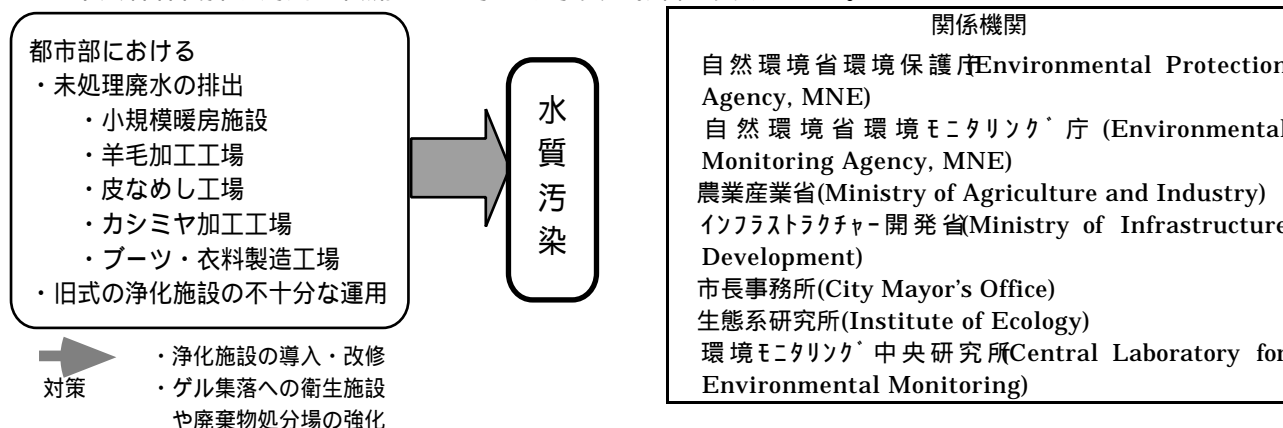 都市部における
・未処理廃水の排出
・小規模暖房施設
・羊毛加工工場
・皮なめし工場
・カシミヤ加工工場
・ブーツ・衣料製造工場
・旧式の浄化施設の不十分な運用
水質汚染
対策
・浄化施設の導入・改修
・ゲル集落への衛生施設
や廃棄物処分場の強化
関係機関
自然環境省環境保護庁(Environmental Protection
Agency, MNE)
自然環境省環境ﾓﾆﾀﾘﾝｸﾞ庁 (Environmental
Monitoring Agency, MNE)
農業産業省(Ministry of Agriculture and Industry)
ｲﾝﾌﾗｽﾄﾗｸﾁｬｰ開発省(Ministry of Infrastructure
Development)
市長事務所(City Mayor's Office)
生態系研究所(Institute of Ecology)
環境ﾓﾆﾀﾘﾝｸﾞ中央研究所(Central Laboratory for
Environmental Monitoring)